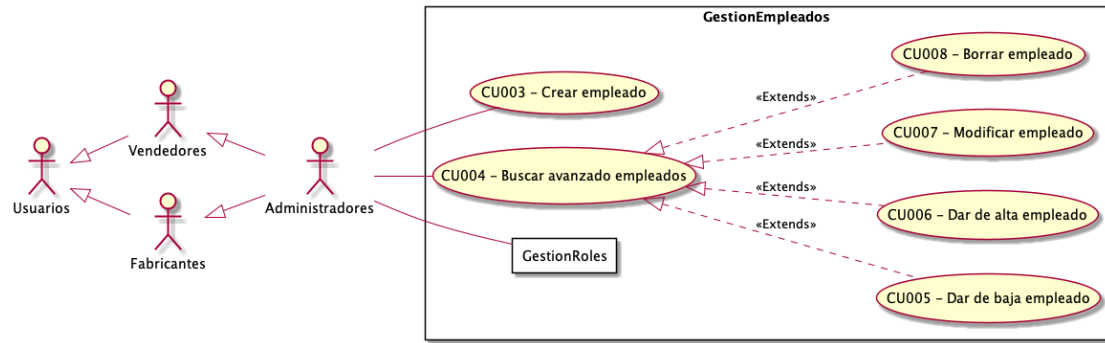 GestionEmpleados
CU008 – Borrar empleado
CU003 – Crear empleado
«Extends»
Vendedores
CU007 – Modificar empleado
«Extends»
Usuarios
Administradores
CU004 – Buscar avanzado empleados
«Extends»
CU006 – Dar de alta empleado
«Extends»
Fabricantes
GestionRoles
CU005 – Dar de baja empleado